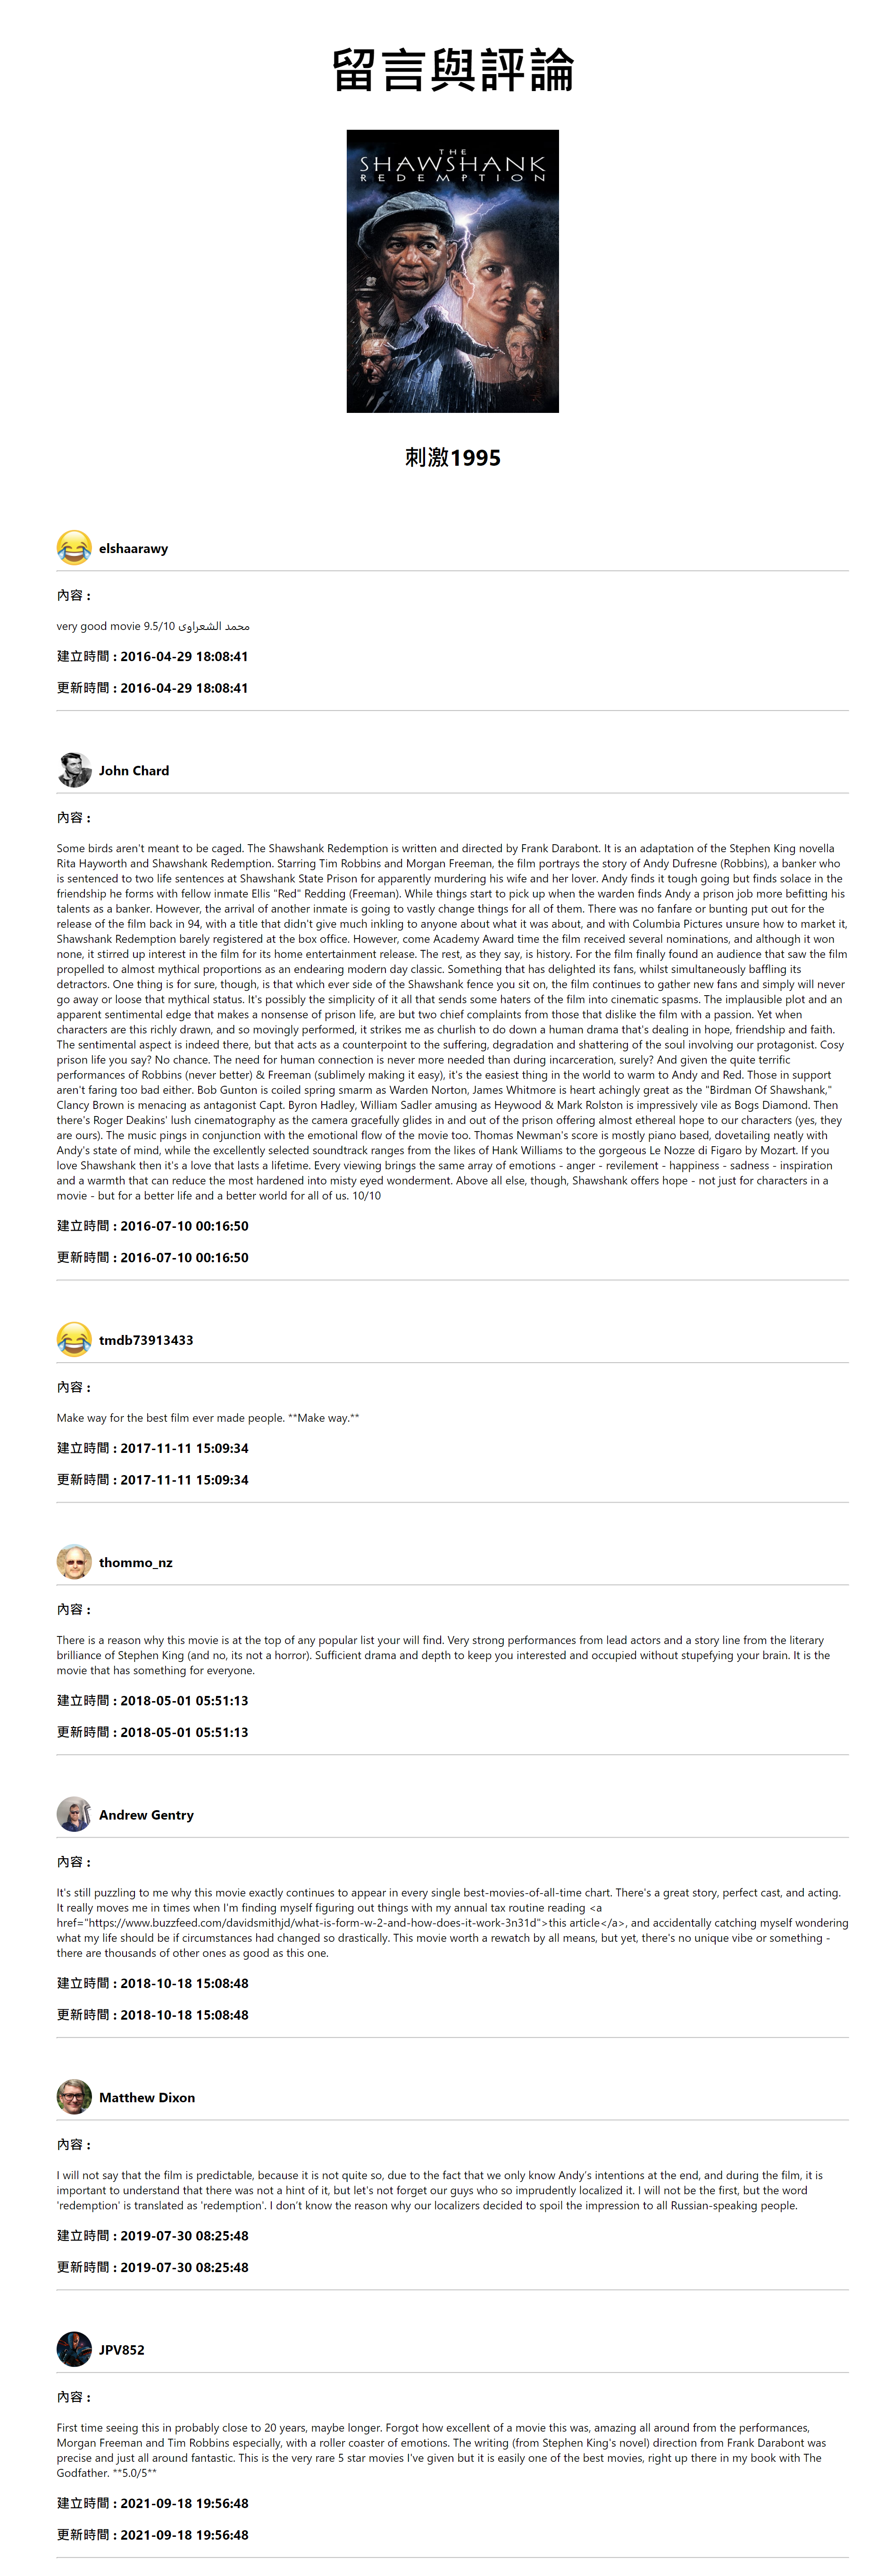 留言與評論
THE
SHAWSHANK
REDEMPTION
刺激1995
elshaarawy
內容 :
very good movie 9.5/10 محمد الشعراوى
建立時間 : 2016-04-29 18:08:41
更新時間 : 2016-04-29 18:08:41
John Chard
內容 :
Some birds aren't meant to be caged. The Shawshank Redemption is written and directed by Frank Darabont. It is an adaptation of the Stephen King novella
Rita Hayworth and Shawshank Redemption. Starring Tim Robbins and Morgan Freeman, the film portrays the story of Andy Dufresne (Robbins), a banker who
is sentenced to two life sentences at Shawshank State Prison for apparently murdering his wife and her lover. Andy finds it tough going but finds solace in the
friendship he forms with fellow inmate Ellis "Red" Redding (Freeman). While things start to pick up when the warden finds Andy a prison job more befitting his
talents as a banker. However, the arrival of another inmate is going to vastly change things for all of them. There was no fanfare or bunting put out for the
release of the film back in 94, with a title that didn't give much inkling to anyone about what it was about, and with Columbia Pictures unsure how to market it,
Shawshank Redemption barely registered at the box office. However, come Academy Award time the film received several nominations, and although it won
none, it stirred up interest in the film for its home entertainment release. The rest, as they say, is history. For the film finally found an audience that saw the film
propelled to almost mythical proportions as an endearing modern day classic. Something that has delighted its fans, whilst simultaneously baffling its
detractors. One thing is for sure, though, is that which ever side of the Shawshank fence you sit on, the film continues to gather new fans and simply will never
go away or loose that mythical status. It's possibly the simplicity of it all that sends some haters of the film into cinematic spasms. The implausible plot and an
apparent sentimental edge that makes a nonsense of prison life, are but two chief complaints from those that dislike the film with a passion. Yet when
characters are this richly drawn, and so movingly performed, it strikes me as churlish to do down a human drama that's dealing in hope, friendship and faith.
The sentimental aspect is indeed there, but that acts as a counterpoint to the suffering, degradation and shattering of the soul involving our protagonist. Cosy
prison life you say? No chance. The need for human connection is never more needed than during incarceration, surely? And given the quite terrific
performances of Robbins (never better) & Freeman (sublimely making it easy), it's the easiest thing in the world to warm to Andy and Red. Those in support
aren't faring too bad either. Bob Gunton is coiled spring smarm as Warden Norton, James Whitmore is heart achingly great as the "Birdman Of Shawshank,"
Clancy Brown is menacing as antagonist Capt. Byron Hadley, William Sadler amusing as Heywood & Mark Rolston is impressively vile as Bogs Diamond. Then
there's Roger Deakins' lush cinematography as the camera gracefully glides in and out of the prison offering almost ethereal hope to our characters (yes, they
are ours). The music pings in conjunction with the emotional flow of the movie too. Thomas Newman's score is mostly piano based, dovetailing neatly with
Andy's state of mind, while the excellently selected soundtrack ranges from the likes of Hank Williams to the gorgeous Le Nozze di Figaro by Mozart. If you
love Shawshank then it's a love that lasts a lifetime. Every viewing brings the same array of emotions - anger - revilement - happiness - sadness - inspiration
and a warmth that can reduce the most hardened into misty eyed wonderment. Above all else, though, Shawshank offers hope - not just for characters in a
movie - but for a better life and a better world for all of us. 10/10
建立時間 : 2016-07-10 00:16:50
更新時間 : 2016-07-10 00:16:50
tmdb73913433
內容 :
Make way for the best film ever made people. **Make way.**
建立時間 : 2017-11-11 15:09:34
更新時間 : 2017-11-11 15:09:34
thommo_nz
內容 :
There is a reason why this movie is at the top of any popular list your will find. Very strong performances from lead actors and a story line from the literary
brilliance of Stephen King (and no, its not a horror). Sufficient drama and depth to keep you interested and occupied without stupefying your brain. It is the
movie that has something for everyone.
建立時間 : 2018-05-01 05:51:13
更新時間 : 2018-05-01 05:51:13
Andrew Gentry
內容 :
It's still puzzling to me why this movie exactly continues to appear in every single best-movies-of-all-time chart. There's a great story, perfect cast, and acting.
It really moves me in times when I'm finding myself figuring out things with my annual tax routine reading <a
href="https://www.buzzfeed.com/davidsmithjd/what-is-form-w-2-and-how-does-it-work-3n31d">this article</a>, and accidentally catching myself wondering
what my life should be if circumstances had changed so drastically. This movie worth a rewatch by all means, but yet, there's no unique vibe or something -
there are thousands of other ones as good as this one.
建立時間 : 2018-10-18 15:08:48
更新時間 : 2018-10-18 15:08:48
Matthew Dixon
內容 :
I will not say that the film is predictable, because it is not quite so, due to the fact that we only know Andy's intentions at the end, and during the film, it is
important to understand that there was not a hint of it, but let's not forget our guys who so imprudently localized it. I will not be the first, but the word
'redemption' is translated as 'redemption'. I don't know the reason why our localizers decided to spoil the impression to all Russian-speaking people.
建立時間 : 2019-07-30 08:25:48
更新時間 : 2019-07-30 08:25:48
JPV852
內容 :
First time seeing this in probably close to 20 years, maybe longer. Forgot how excellent of a movie this was, amazing all around from the performances,
Morgan Freeman and Tim Robbins especially, with a roller coaster of emotions. The writing (from Stephen King's novel) direction from Frank Darabont was
precise and just all around fantastic. This is the very rare 5 star movies I've given but it is easily one of the best movies, right up there in my book with The
Godfather. **5.0/5**
建立時間 : 2021-09-18 19:56:48
更新時間 : 2021-09-18 19:56:48